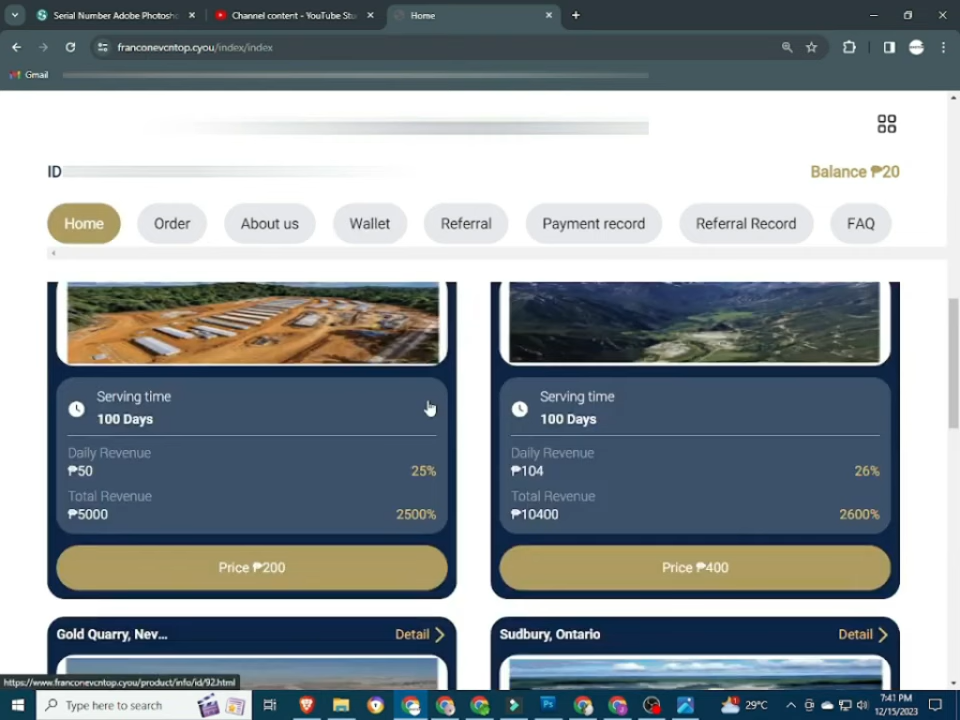 Serial Number Adobe Photosh
Channel content - YouTube Stu
Home
franconevcntop.cyou/index/index
Gmail
ID
Balance ₱20
Home
Order
About us
Wallet
Referral
Payment record
Referral Record
FAQ
Serving time
100 Days
Daily Revenue
₱50
25%
Total Revenue
₱5000
2500%
Price ₱200
Serving time
100 Days
Daily Revenue
₱104
26%
Total Revenue
₱10400
2600%
Price ₱400
Gold Quarry, Nev...
Detail
Sudbury, Ontario
Detail
https://www.franconevcntop.cyou/product/info/id/92.html
Type here to search
29°C
7:41 PM
12/15/2023